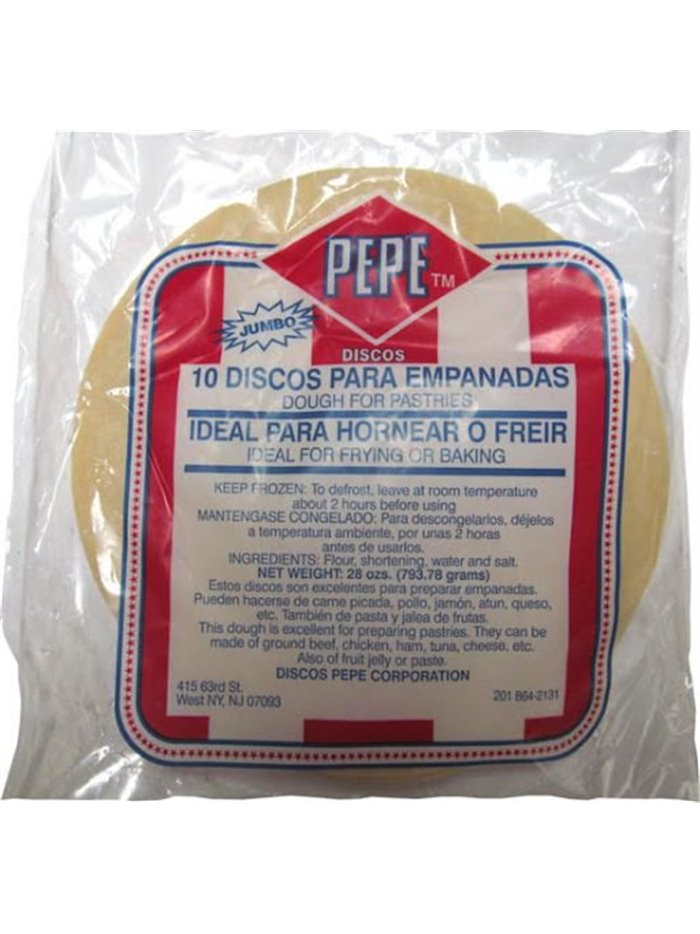 PEPE TM
JUMBO
DISCOS
10 DISCOS PARA EMPANADAS
DOUGH FOR PASTRIES
IDEAL PARA HORNEAR O FREIR
IDEAL FOR FRYING OR BAKING
KEEP FROZEN: To defrost, leave at room temperature
about 2 hours before using
MANTENGASE CONGELADO: Para descongelarlos, déjelos
a temperatura ambiente, por unas 2 horas
antes de usarlos.
INGREDIENTS: Flour, shortening, water and salt.
NET WEIGHT: 28 ozs. (793.78 grams)
Estos discos son excelentes para preparar empanadas.
Pueden hacerse de carne picada, pollo, jamón, atun, queso,
etc. También de pasta y jalea de frutas.
This dough is excellent for preparing pastries. They can be
made of ground beef, chicken, ham, tuna, cheese, etc.
Also of fruit jelly or paste.
DISCOS PEPE CORPORATION
415 63rd St.
West NY, NJ 07093
201 864-2131